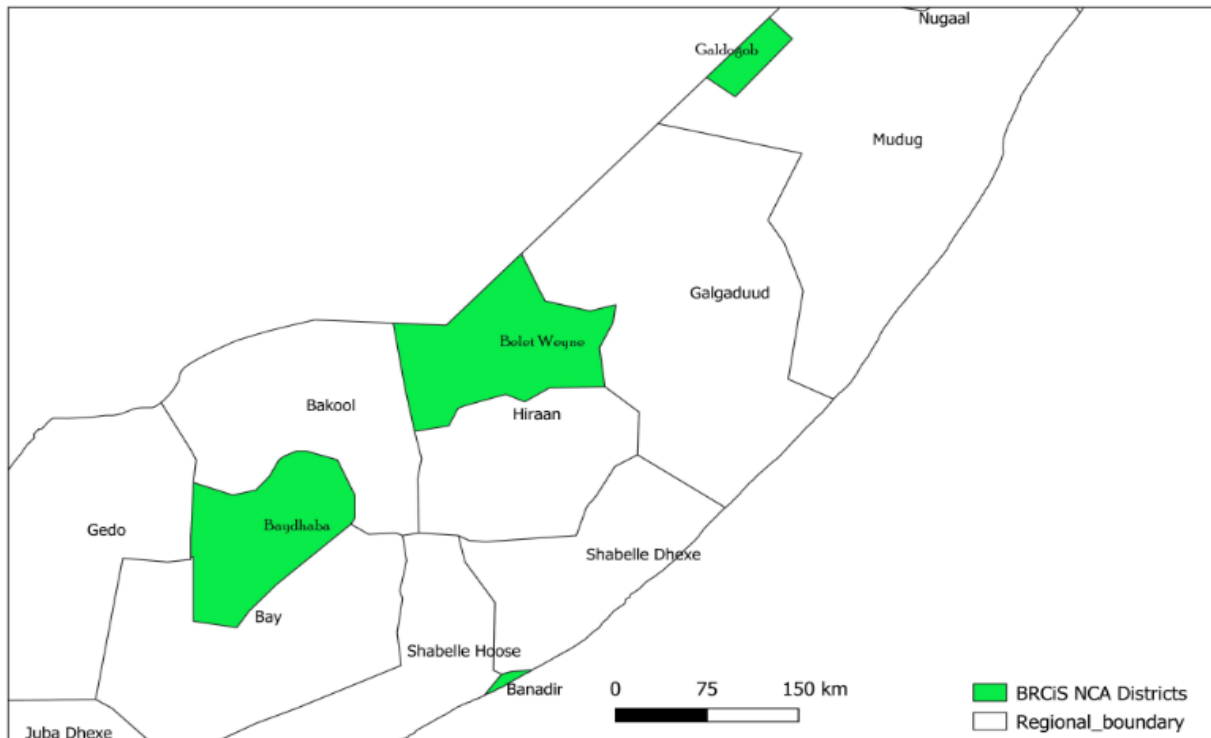 Nugaal
Galdogob
Mudug
Galgaduud
Belet Weyne
Bakool
Hiraan
Gedo
Baydhaba
Shabelle Dhexe
Bay
Shabelle Hoose
Banadir
0 75 150 km
BRCiS NCA Districts
Regional_boundary
Juba Dhexe